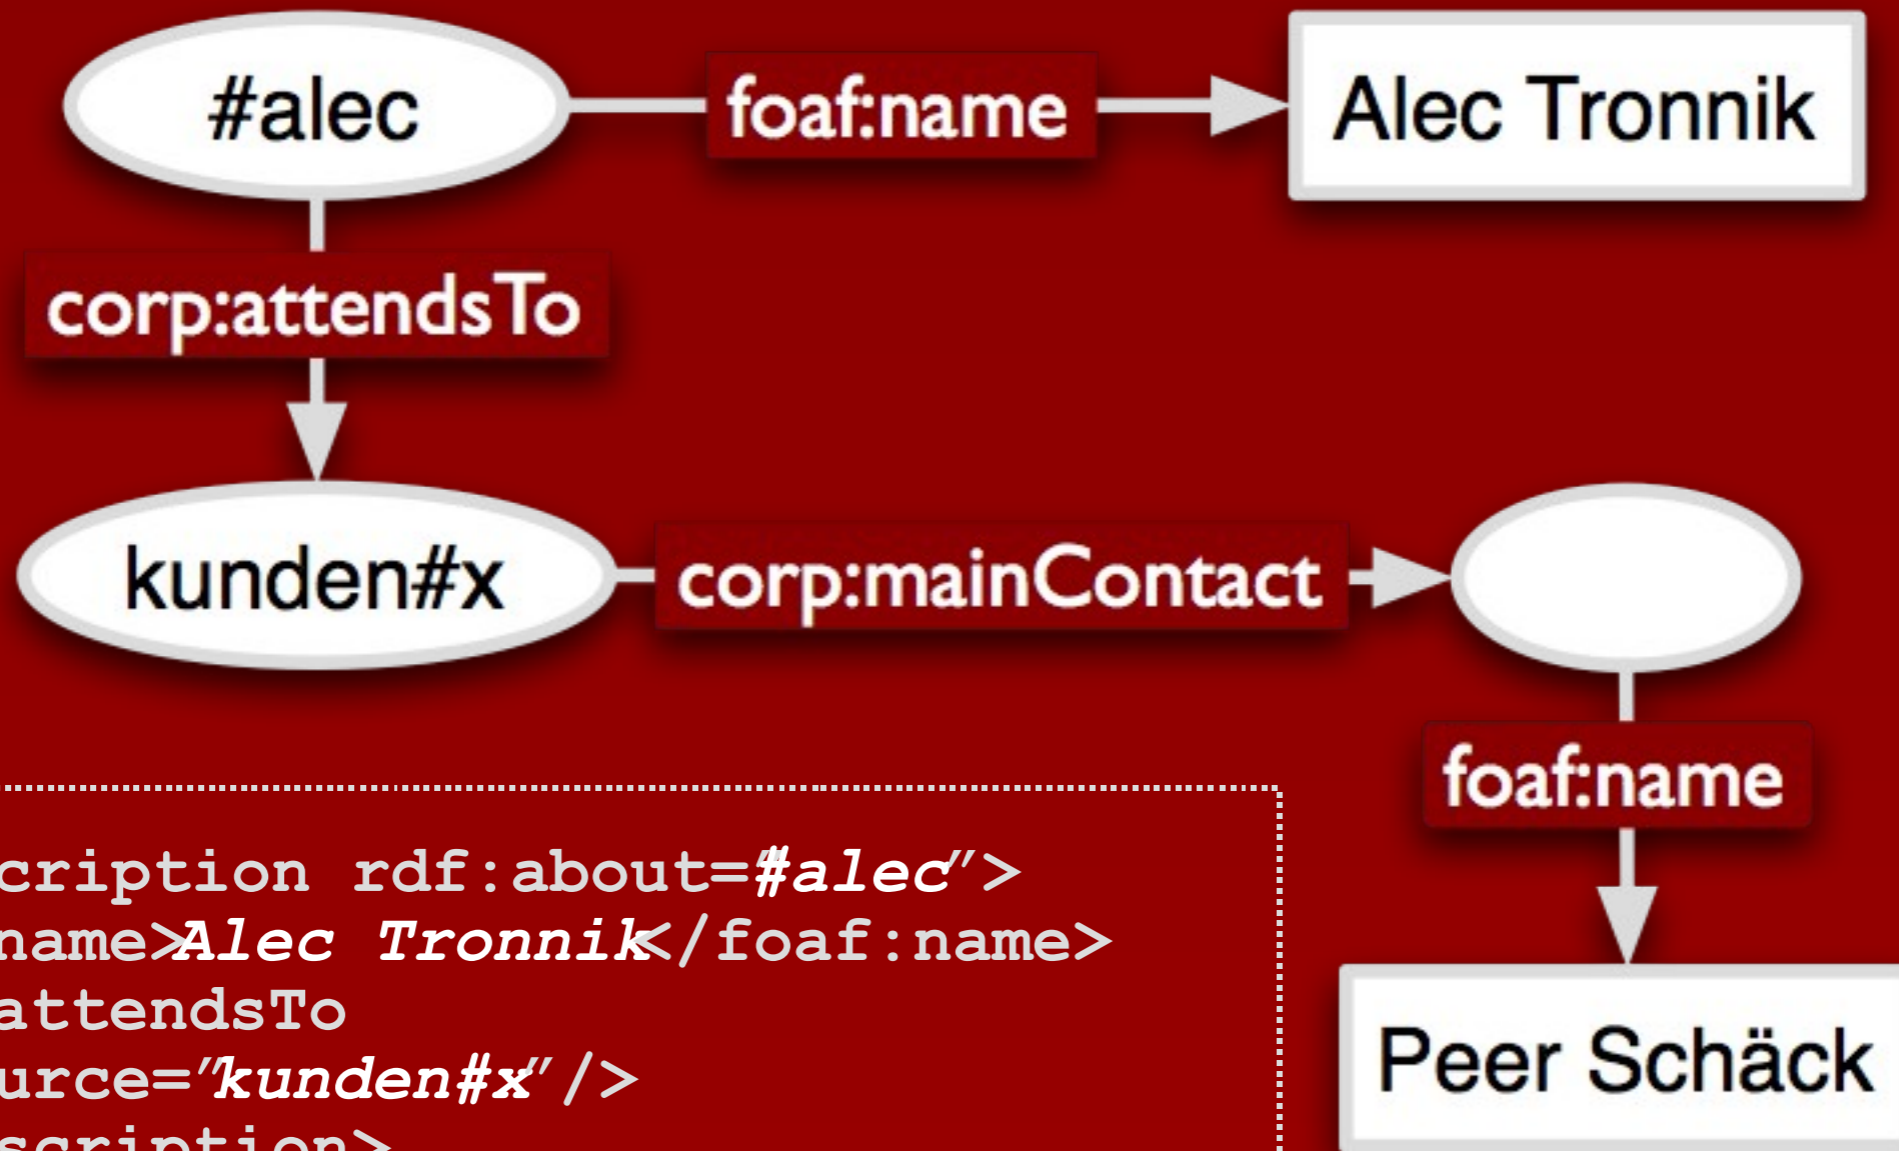 #alec
foaf:name
Alec Tronnik
corp:attendsTo
kunden#x
corp:mainContact
foaf:name
Peer Schäck
cription rdf:about="#alec">
name>Alec Tronnik</foaf:name>
attendsTo
urce="kunden#x"/>
scription>